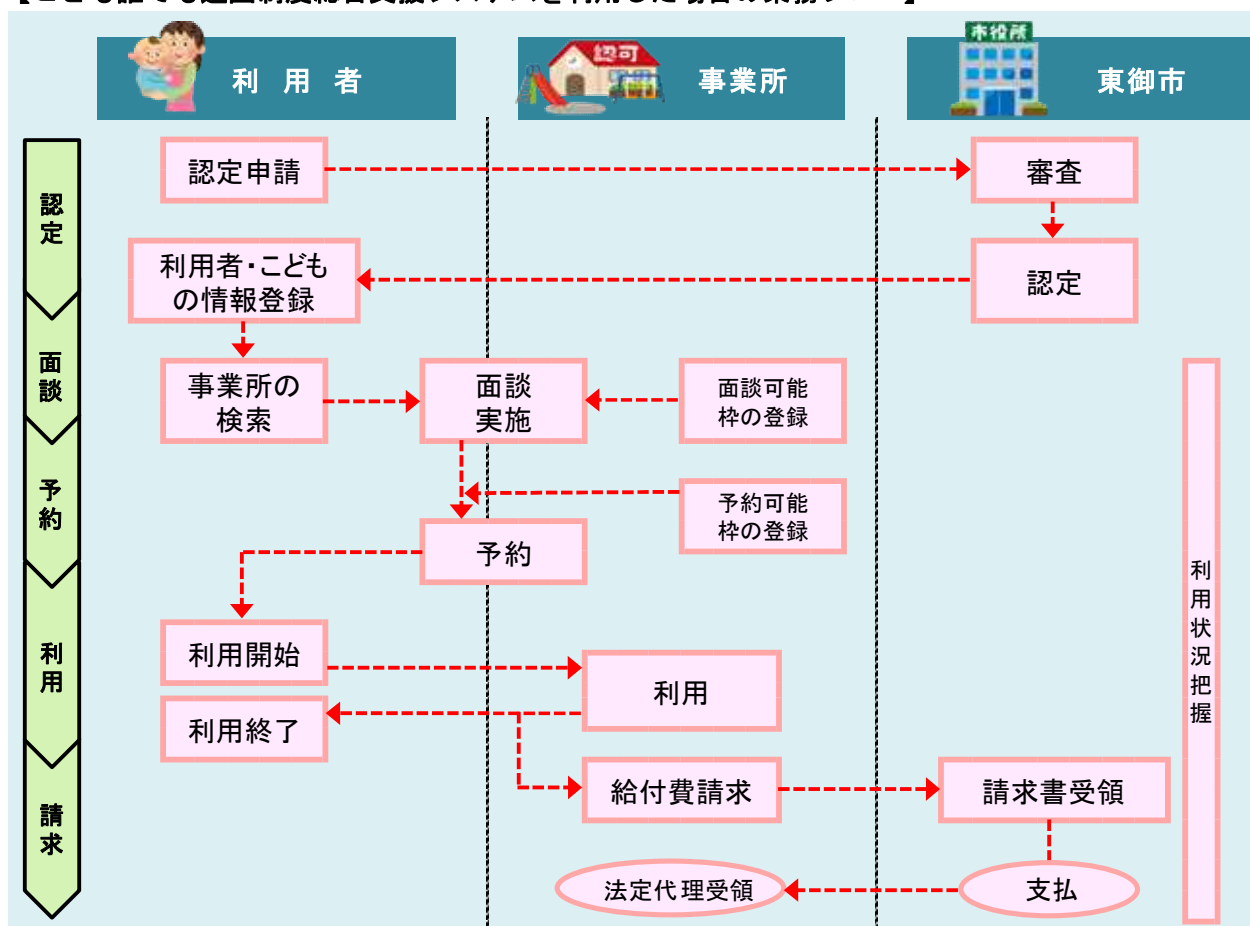 利用者
認可
事業所
市役所
東御市
認定
面談
予約
利用
請求
認定申請
審査
利用者・こども
の情報登録
認定
事業所の
検索
面談
実施
面談可能
枠の登録
予約可能
枠の登録
予約
利用開始
利用
利用終了
給付費請求
請求書受領
法定代理受領
支払
利用状況把握